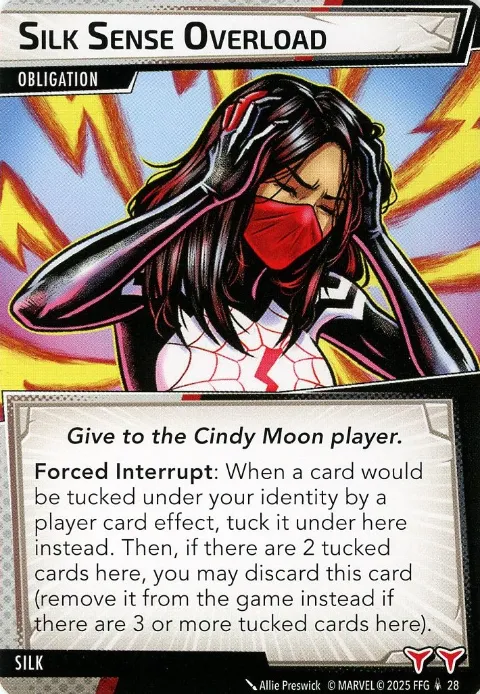 SILK SENSE OVERLOAD
OBLIGATION
Give to the Cindy Moon player.
Forced Interrupt: When a card would
be tucked under your identity by a
player card effect, tuck it under here
instead. Then, if there are 2 tucked
cards here, you may discard this card
(remove it from the game instead if
there are 3 or more tucked cards here).
SILK
Allie Preswick © MARVEL © 2025 FFG 28